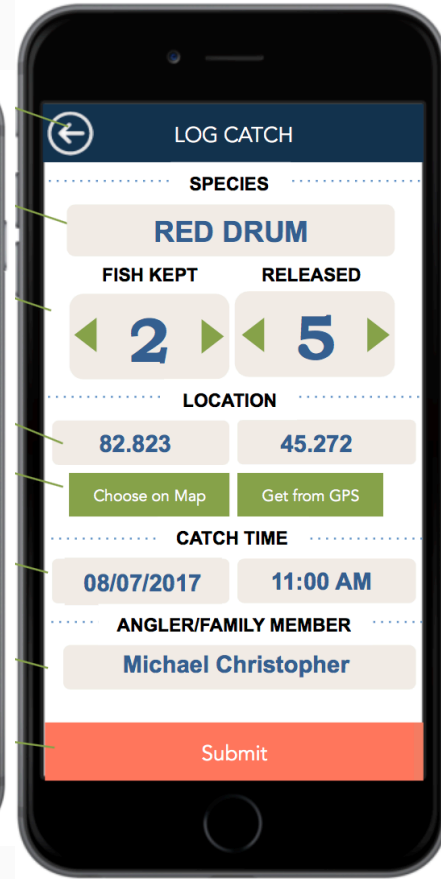 LOG CATCH
SPECIES
RED DRUM
FISH KEPT RELEASED
2 5
LOCATION
82.823 45.272
Choose on Map Get from GPS
CATCH TIME
08/07/2017 11:00 AM
ANGLER/FAMILY MEMBER
Michael Christopher
Submit